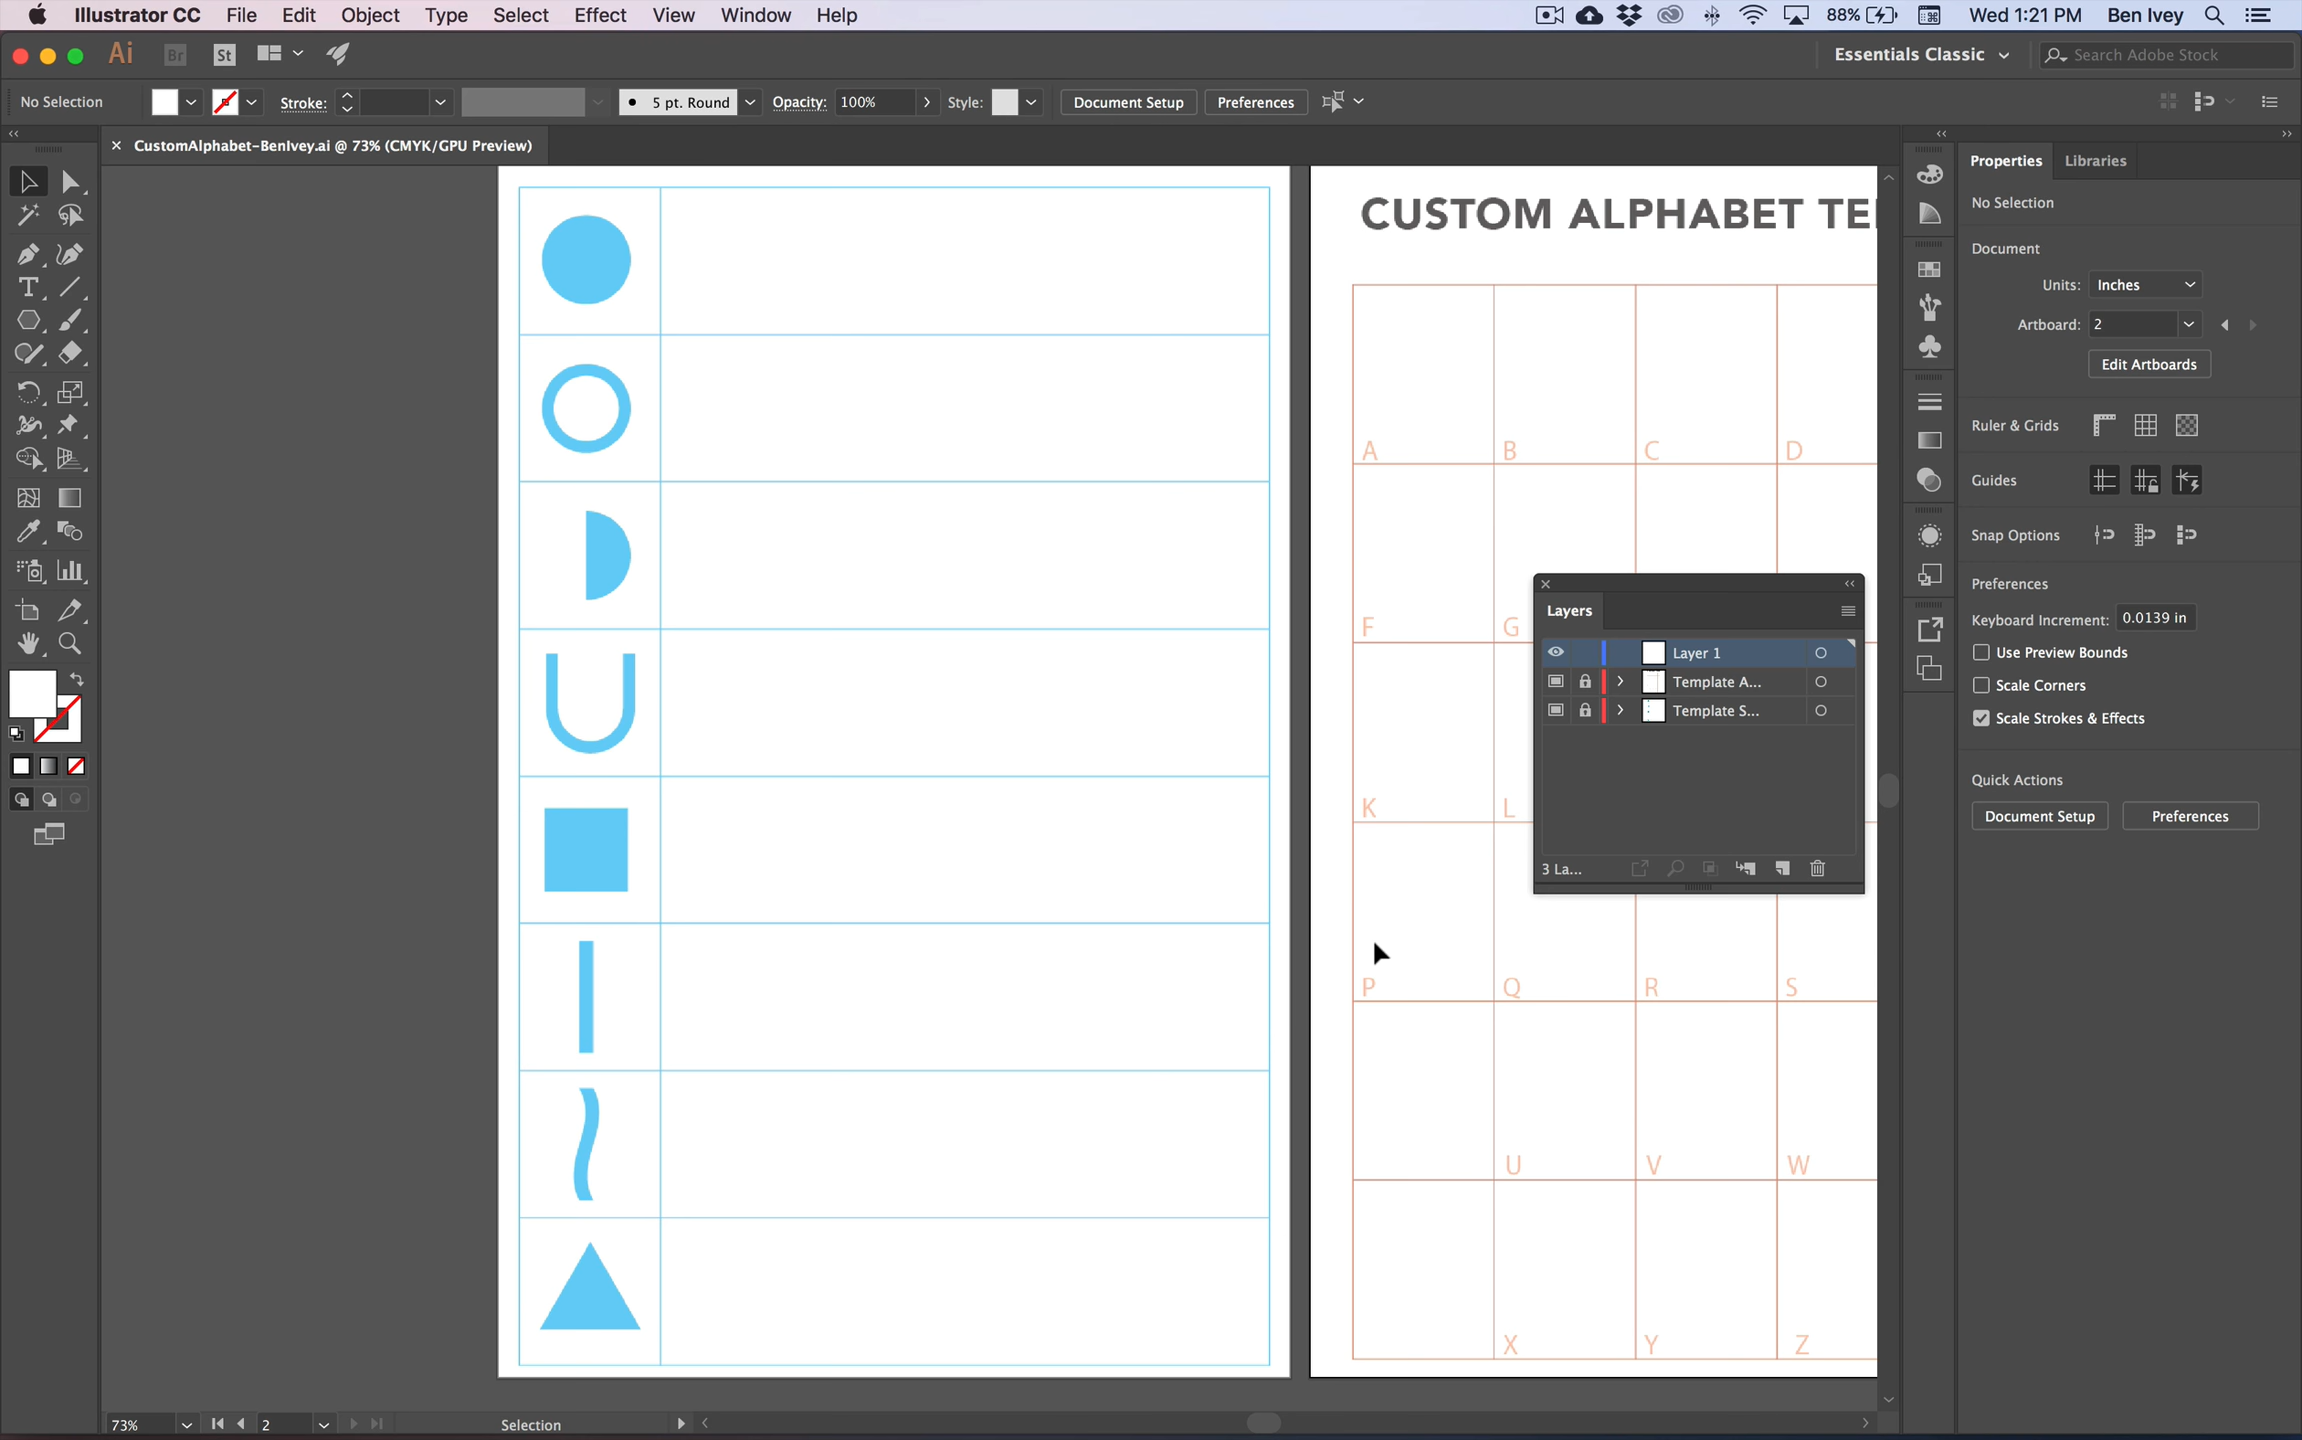 Illustrator CC File Edit Object Type Select Effect View Window Help 88% Wed 1:21 PM Ben Ivey
Ai Br St Essentials Classic Search Adobe Stock
No Selection Stroke: 5 pt. Round Opacity: 100% Style: Document Setup Preferences
CustomAlphabet-BenIvey.ai @ 73% (CMYK/GPU Preview)
Properties Libraries
No Selection
CUSTOM ALPHABET TE
Document
Units: Inches
Artboard: 2
Edit Artboards
Ruler & Grids
A B C D
Guides
Snap Options
Preferences
Keyboard Increment: 0.0139 in
Use Preview Bounds
Scale Corners
Scale Strokes & Effects
F G
Layers
Layer 1
Template A...
Template S...
3 La...
Quick Actions
Document Setup Preferences
K L
P Q R S
U V W
X Y Z
73% 2 Selection